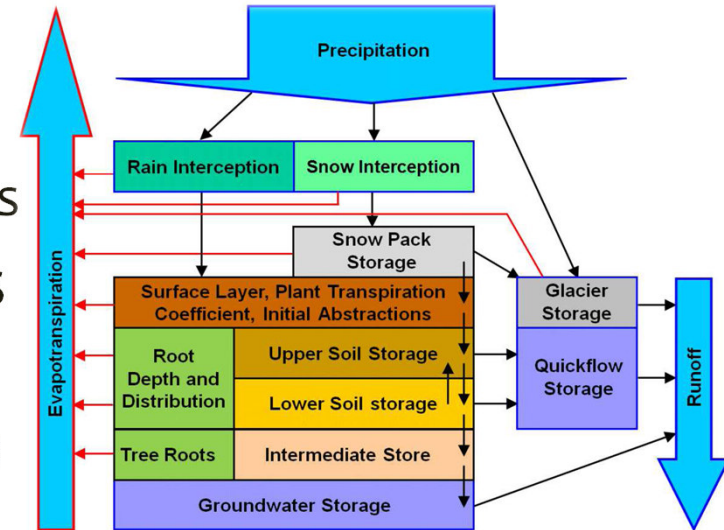 Precipitation
Rain Interception
Snow Interception
s
s
Snow Pack
Storage
Evapotranspiration
Surface Layer, Plant Transpiration
Coefficient, Initial Abstractions
Glacier
Storage
Root
Depth and
Distribution
Upper Soil Storage
Lower Soil storage
Quickflow
Storage
Runoff
Tree Roots
Intermediate Store
Groundwater Storage